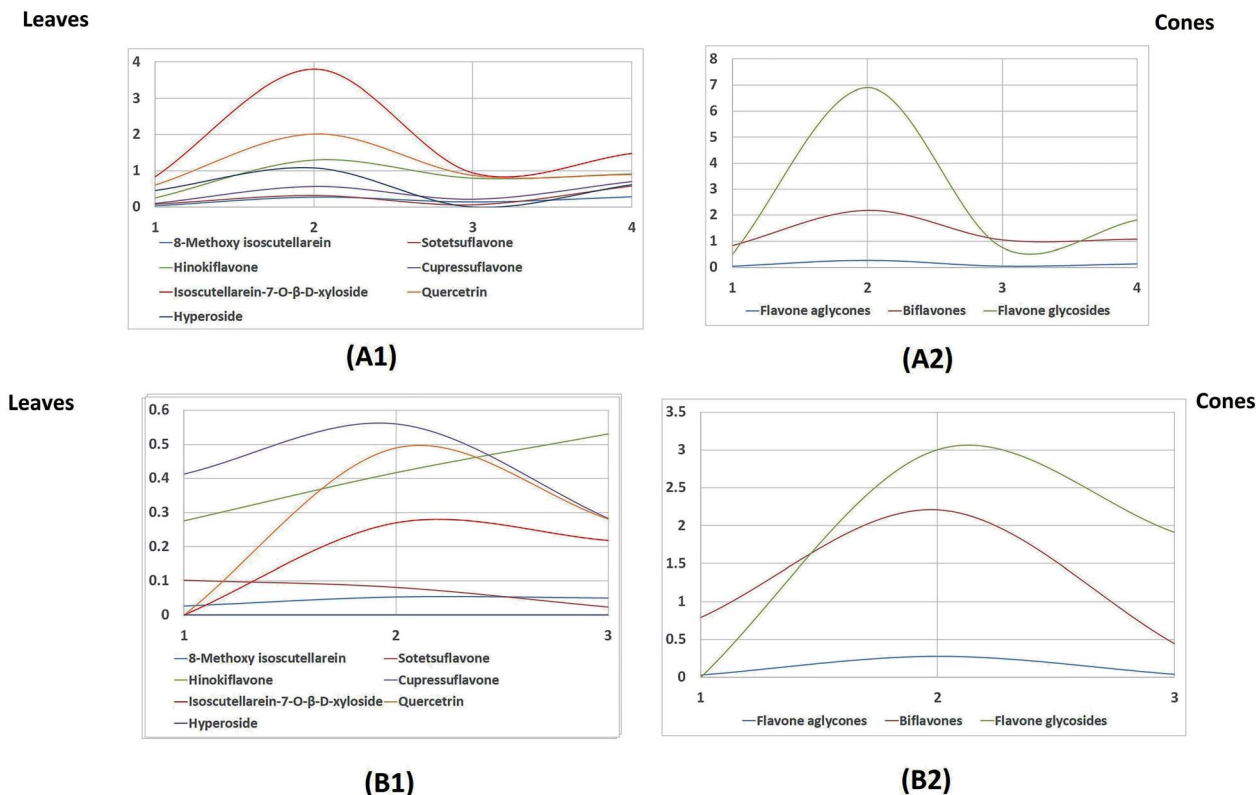 Leaves
Cones
4
3
2
1
0
1 2 3 4
8-Methoxy isoscutellarein Sotetsuflavone
Hinokiflavone Cupressuflavone
Isoscutellarein-7-O-β-D-xyloside Quercetrin
Hyperoside
(A1)
8
7
6
5
4
3
2
1
0
1 2 3 4
Flavone aglycones Biflavones Flavone glycosides
(A2)
Leaves
Cones
0.6
0.5
0.4
0.3
0.2
0.1
0
1 2 3
8-Methoxy isoscutellarein Sotetsuflavone
Hinokiflavone Cupressuflavone
Isoscutellarein-7-O-β-D-xyloside Quercetrin
Hyperoside
(B1)
3.5
3
2.5
2
1.5
1
0.5
0
1 2 3
Flavone aglycones Biflavones Flavone glycosides
(B2)